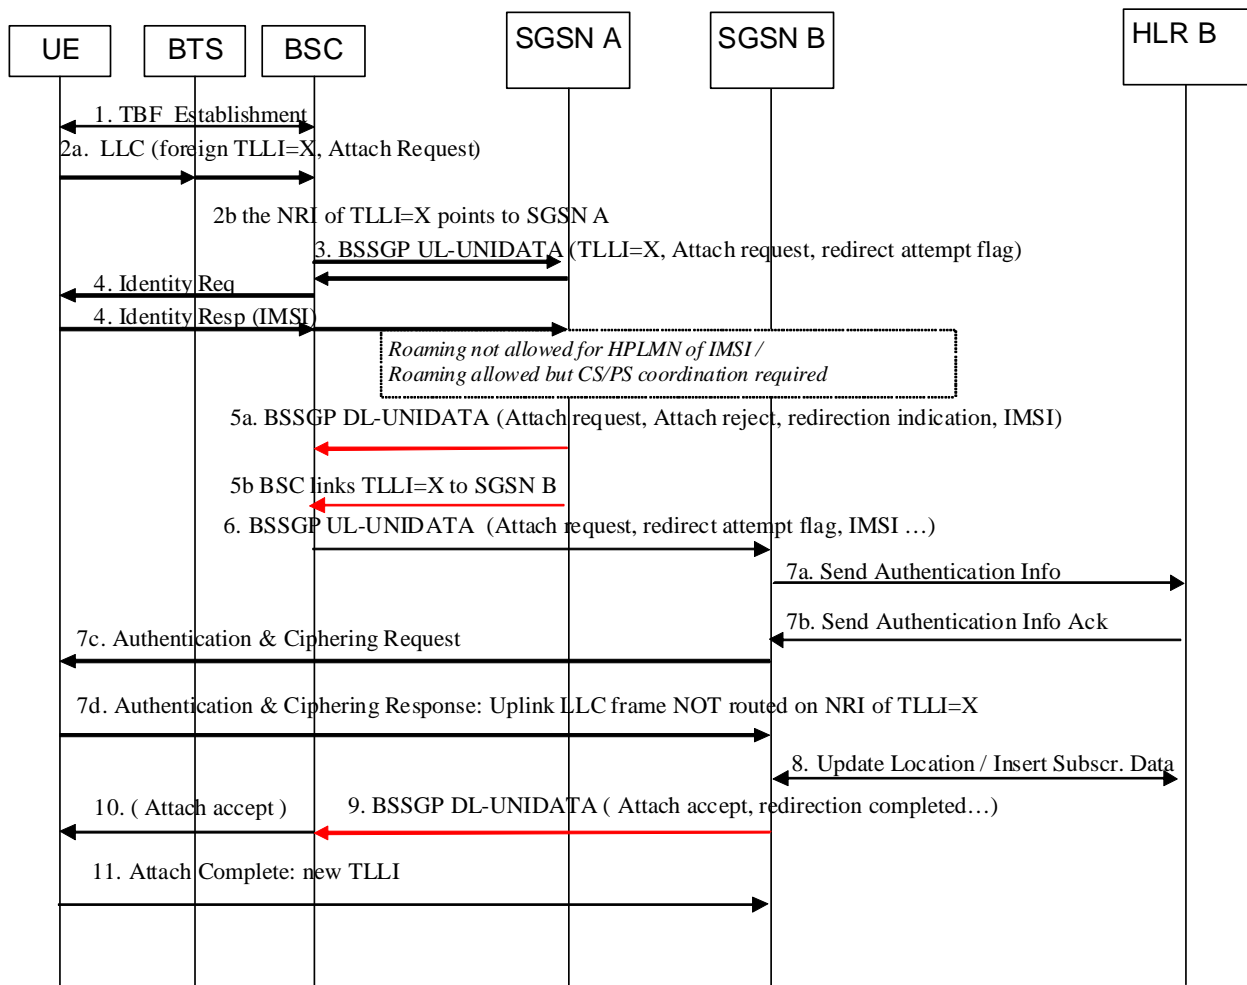 UE
BTS
BSC
SGSN A
SGSN B
HLR B
1. TBF Establishment
2a. LLC (foreign TLLI=X, Attach Request)
2b the NRI of TLLI=X points to SGSN A
3. BSSGP UL-UNIDATA (TLLI=X, Attach request, redirect attempt flag)
4. Identity Req
4. Identity Resp (IMSI)
Roaming not allowed for HPLMN of IMSI /
Roaming allowed but CS/PS coordination required
5a. BSSGP DL-UNIDATA (Attach request, Attach reject, redirection indication, IMSI)
5b BSC links TLLI=X to SGSN B
6. BSSGP UL-UNIDATA (Attach request, redirect attempt flag, IMSI …)
7a. Send Authentication Info
7b. Send Authentication Info Ack
7c. Authentication & Ciphering Request
7d. Authentication & Ciphering Response: Uplink LLC frame NOT routed on NRI of TLLI=X
8. Update Location / Insert Subscr. Data
10. ( Attach accept )
9. BSSGP DL-UNIDATA ( Attach accept, redirection completed…)
11. Attach Complete: new TLLI